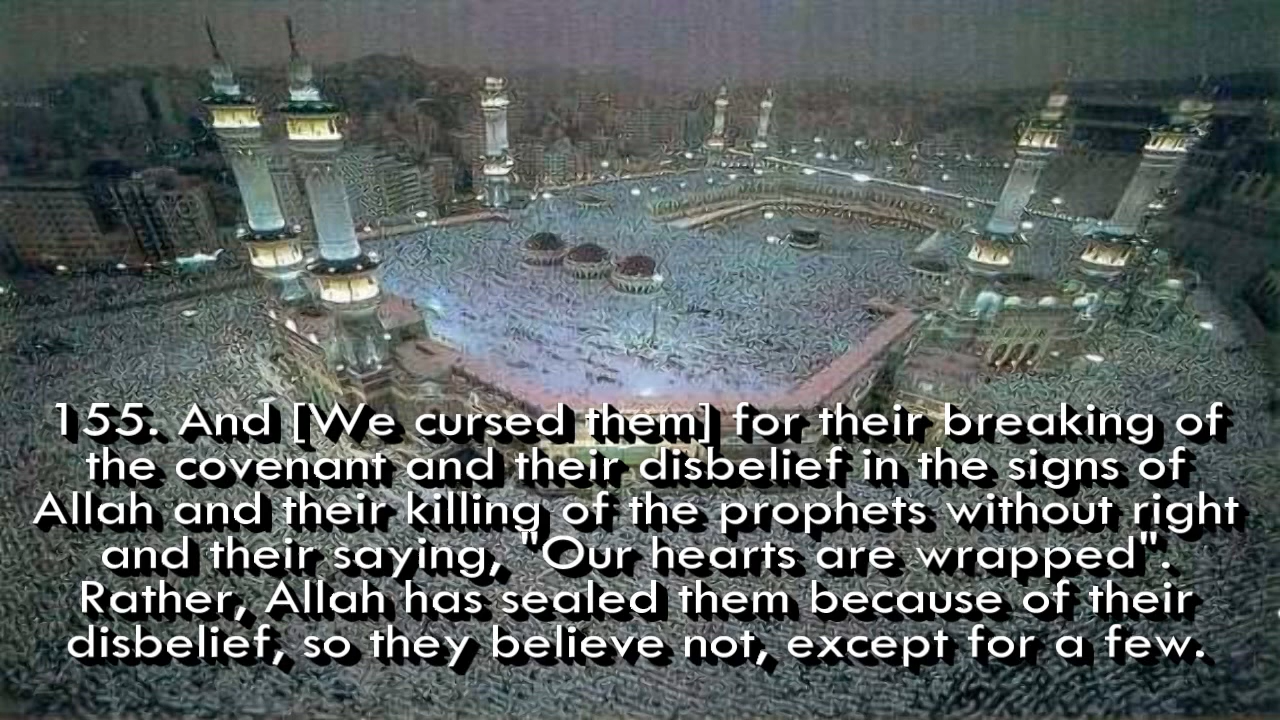 155. And [We cursed them] for their breaking of
the covenant and their disbelief in the signs of
Allah and their killing of the prophets without right
and their saying, "Our hearts are wrapped".
Rather, Allah has sealed them because of their
disbelief, so they believe not, except for a few.